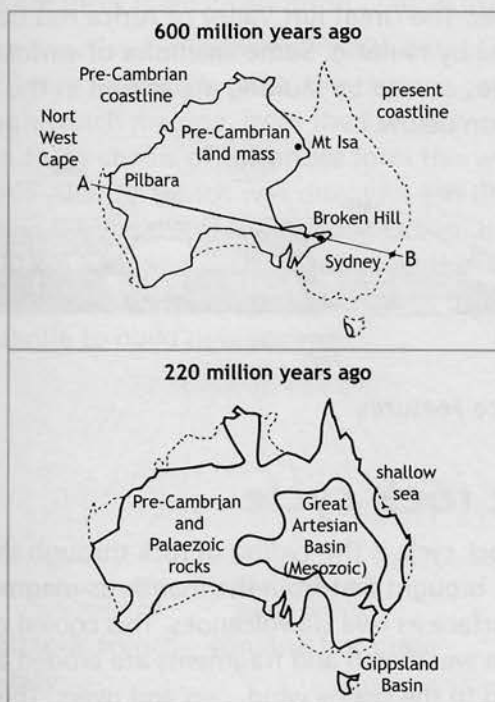 600 million years ago
Pre-Cambrian
coastline
present
coastline
Nort
West
Cape
Pre-Cambrian
land mass
Mt Isa
A
Pilbara
Broken Hill
Sydney
B
220 million years ago
shallow
sea
Pre-Cambrian
and
Palaezoic
rocks
Great
Artesian
Basin
(Mesozoic)
Gippsland
Basin